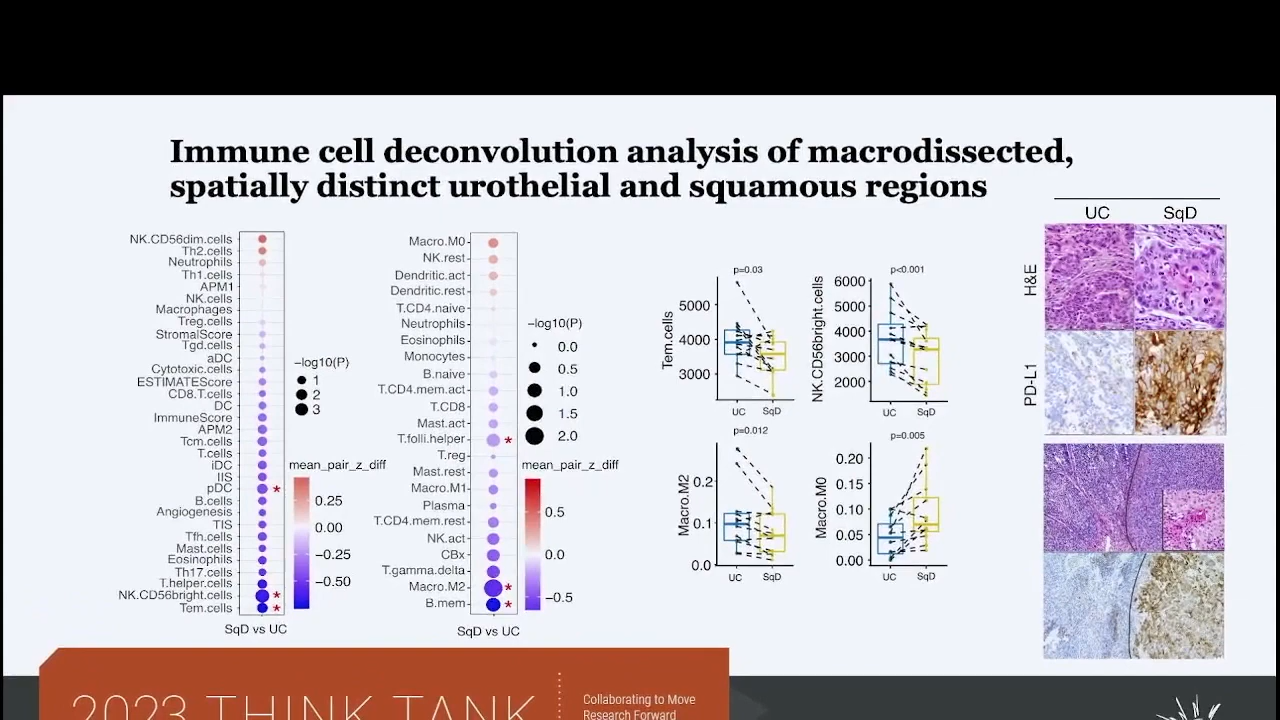 Immune cell deconvolution analysis of macrodissected,
spatially distinct urothelial and squamous regions
NK.CD56dim.cells
Th2.cells
Neutrophils
Th1.cells
APM1
NK.cells
Macrophages
Treg.cells
StromalScore
Tgd.cells
aDC
Cytotoxic.cells
ESTIMATEScore
CD8.T.cells
DC
ImmuneScore
APM2
Tcm.cells
T.cells
iDC
IIS
pDC *
B.cells
Angiogenesis
TIS
Tfh.cells
Mast.cells
Eosinophils
Th17.cells
T.helper.cells
NK.CD56bright.cells *
Tem.cells *
SqD vs UC
−log10(P)
1
2
3
mean_pair_z_diff
0.25
0.00
−0.25
−0.50
Macro.M0
NK.rest
Dendritic.act
Dendritic.rest
T.CD4.naive
Neutrophils
Eosinophils
Monocytes
B.naive
T.CD4.mem.act
T.CD8
Mast.act
T.folli.helper *
T.reg
Mast.rest
Macro.M1
Plasma
T.CD4.mem.rest
NK.act
CBx
T.gamma.delta
Macro.M2 *
B.mem *
SqD vs UC
−log10(P)
0.0
0.5
1.0
1.5
2.0
mean_pair_z_diff
0.5
0.0
−0.5
p=0.03
Tem.cells
5000
4000
3000
UC SqD
p<0.001
NK.CD56bright.cells
6000
5000
4000
3000
2000
UC SqD
p=0.012
Macro.M2
0.2
0.1
0.0
UC SqD
p=0.005
Macro.M0
0.20
0.15
0.10
0.05
0.00
UC SqD
UC SqD
H&E
PD-L1
2023 THINK TANK
Collaborating to Move
Research Forward